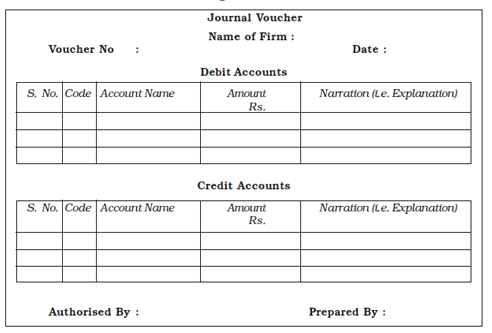 Journal Voucher
Name of Firm :
Voucher No : Date :
Debit Accounts
S. No. Code Account Name Amount Narration (i.e. Explanation)
Rs.
Credit Accounts
S. No. Code Account Name Amount Narration (i.e. Explanation)
Rs.
Authorised By : Prepared By :